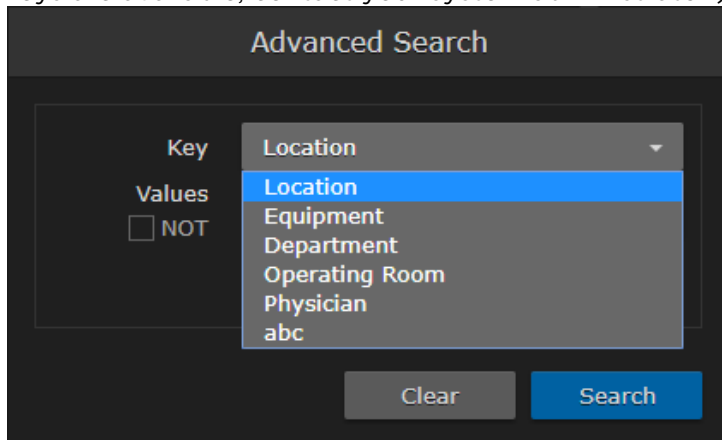 Advanced Search
Key Location
Values Location
NOT Equipment
Department
Operating Room
Physician
abc
Clear Search